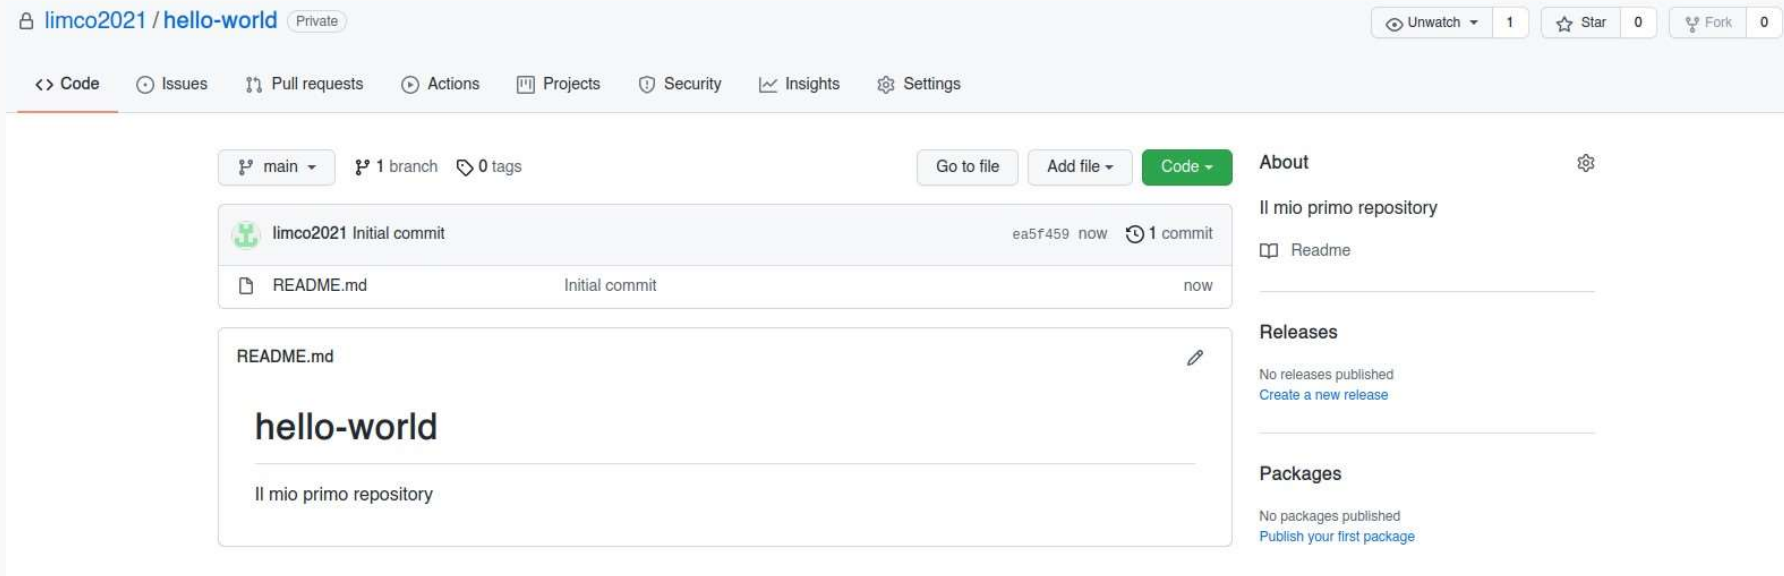 limco2021 / hello-world Private Unwatch 1 Star 0 Fork 0
Code Issues Pull requests Actions Projects Security Insights Settings
main 1 branch 0 tags Go to file Add file Code
limco2021 Initial commit ea5f459 now 1 commit
README.md Initial commit now
README.md
hello-world
Il mio primo repository
About
Il mio primo repository
Readme
Releases
No releases published
Create a new release
Packages
No packages published
Publish your first package